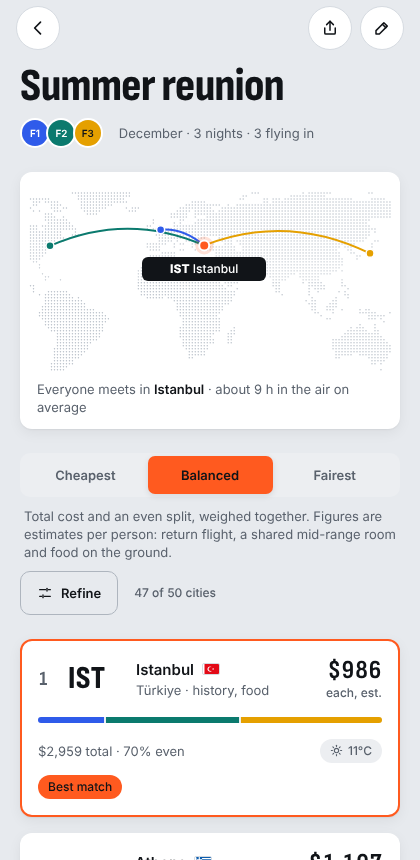 Summer reunion
F1 F2 F3 December · 3 nights · 3 flying in
IST Istanbul
Everyone meets in Istanbul · about 9 h in the air on
average
Cheapest Balanced Fairest
Total cost and an even split, weighed together. Figures are
estimates per person: return flight, a shared mid-range room
and food on the ground.
Refine 47 of 50 cities
1 IST Istanbul $986
Türkiye · history, food each, est.
$2,959 total · 70% even 11°C
Best match